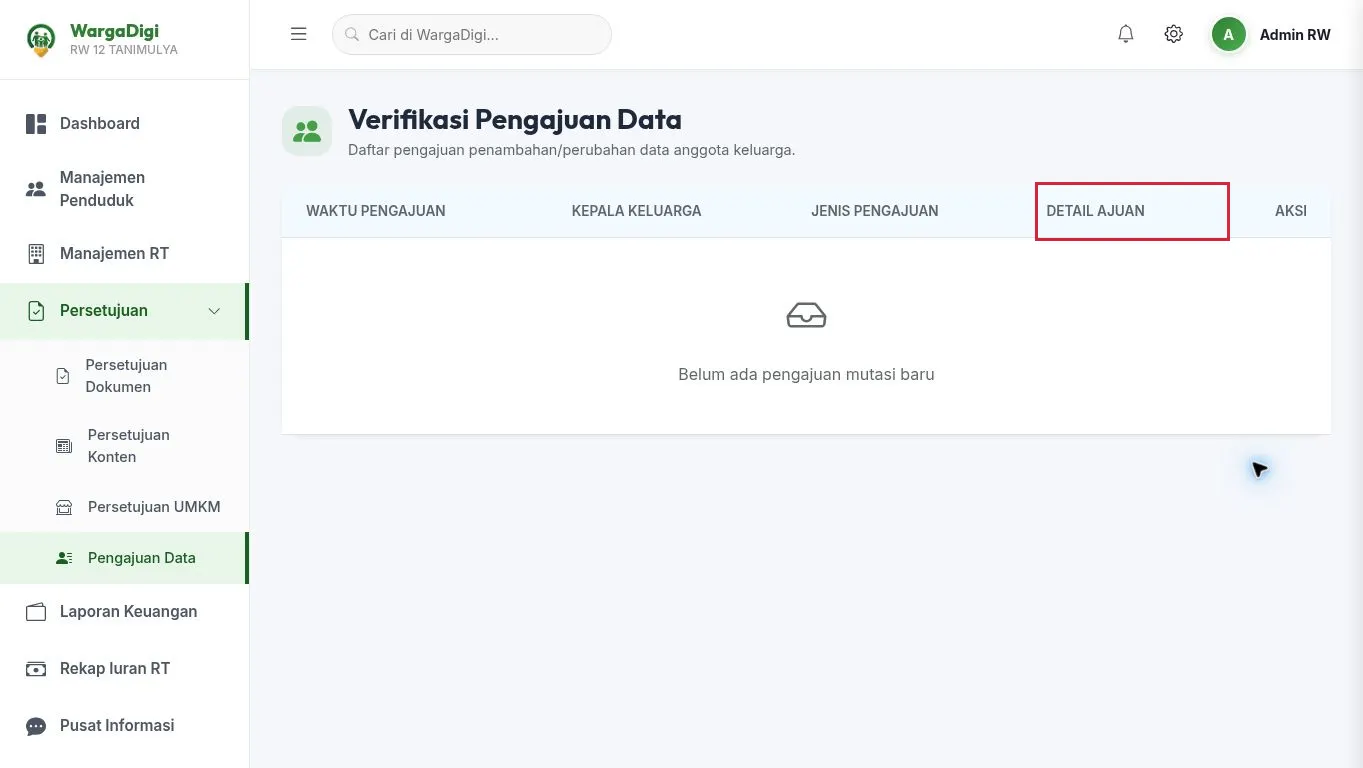 WargaDigi
RW 12 TANIMULYA
Cari di WargaDigi...
A
Admin RW
Dashboard
Manajemen
Penduduk
Manajemen RT
Persetujuan
Persetujuan
Dokumen
Persetujuan
Konten
Persetujuan UMKM
Pengajuan Data
Laporan Keuangan
Rekap Iuran RT
Pusat Informasi
Verifikasi Pengajuan Data
Daftar pengajuan penambahan/perubahan data anggota keluarga.
WAKTU PENGAJUAN KEPALA KELUARGA JENIS PENGAJUAN DETAIL AJUAN AKSI
Belum ada pengajuan mutasi baru